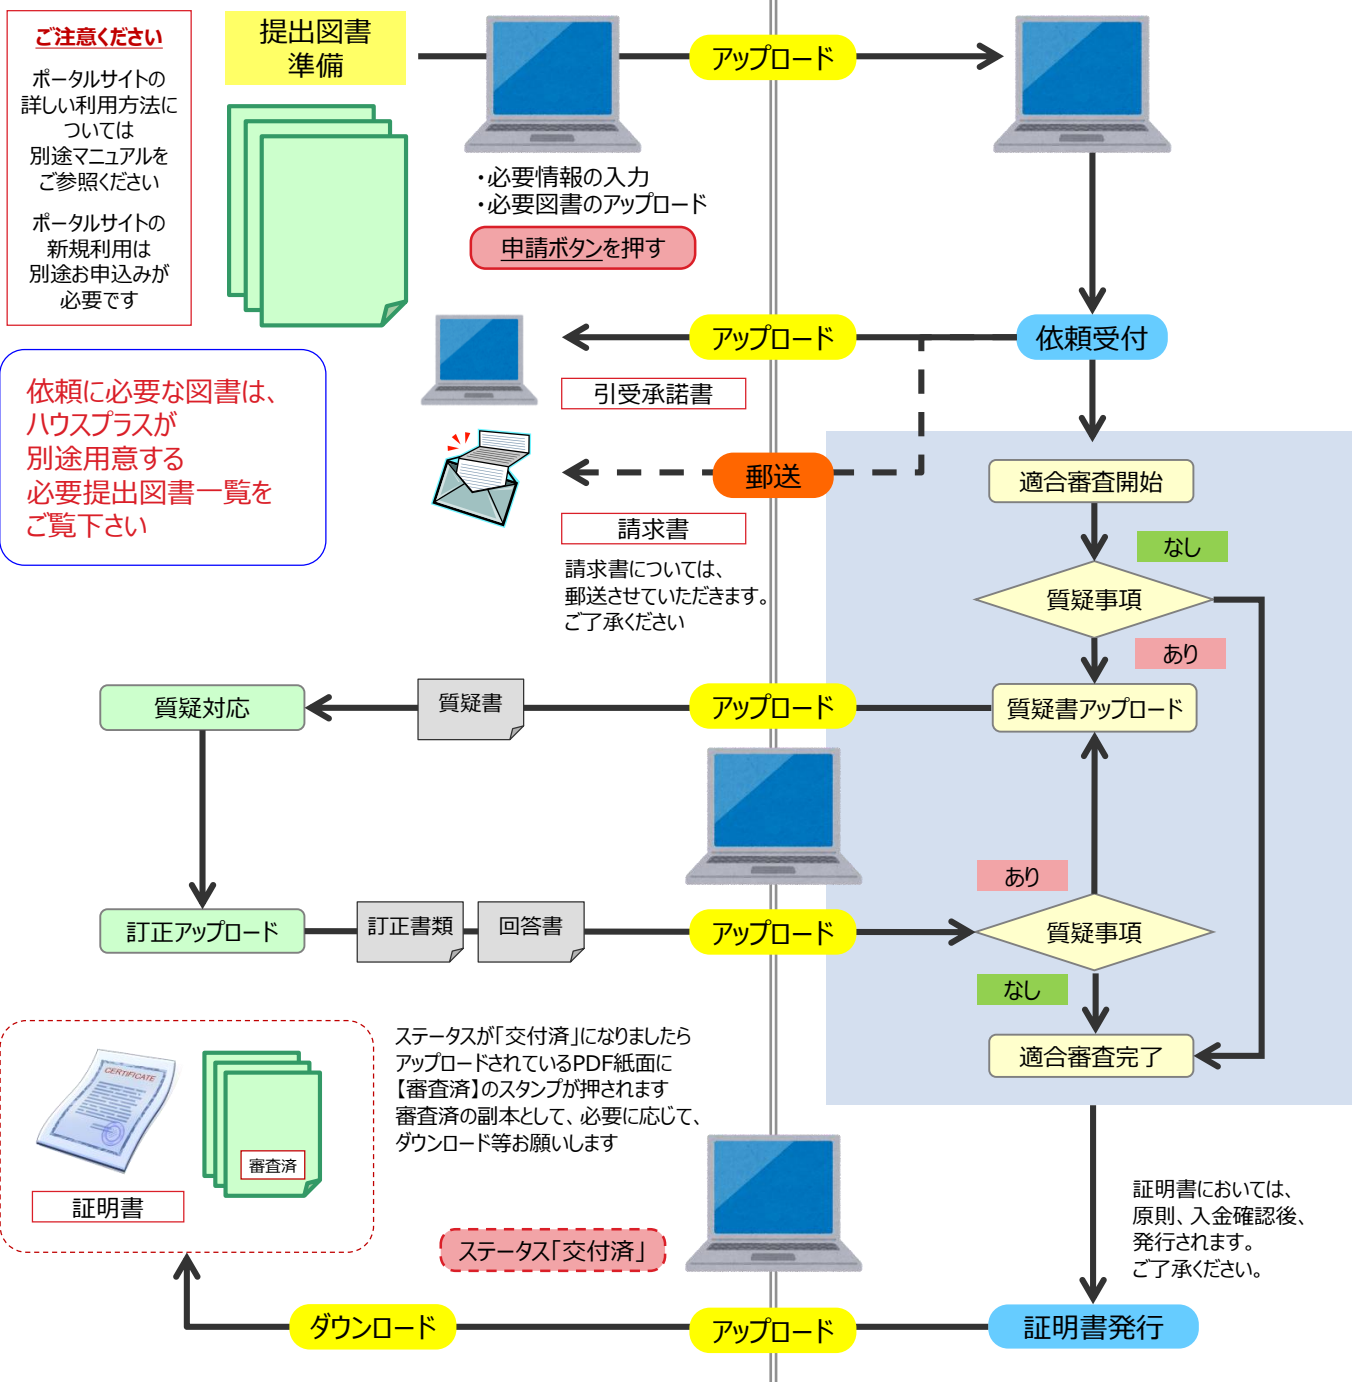 ご注意ください
ポータルサイトの
詳しい利用方法に
ついては
別途マニュアルを
ご参照ください
ポータルサイトの
新規利用は
別途お申込みが
必要です
提出図書
準備
アップロード
・必要情報の入力
・必要図書のアップロード
申請ボタンを押す
依頼に必要な図書は、
ハウスプラスが
別途用意する
必要提出図書一覧を
ご覧下さい
アップロード
依頼受付
引受承諾書
郵送
請求書
請求書については、
郵送させていただきます。
ご了承ください
適合審査開始
なし
質疑事項
あり
質疑対応
質疑書
アップロード
質疑書アップロード
あり
訂正アップロード
訂正書類
回答書
アップロード
質疑事項
なし
適合審査完了
ステータスが「交付済」になりましたら
アップロードされているPDF紙面に
【審査済】のスタンプが押されます
審査済の副本として、必要に応じて、
ダウンロード等お願いします
CERTIFICATE
審査済
証明書
ステータス「交付済」
証明書においては、
原則、入金確認後、
発行されます。
ご了承ください。
ダウンロード
アップロード
証明書発行